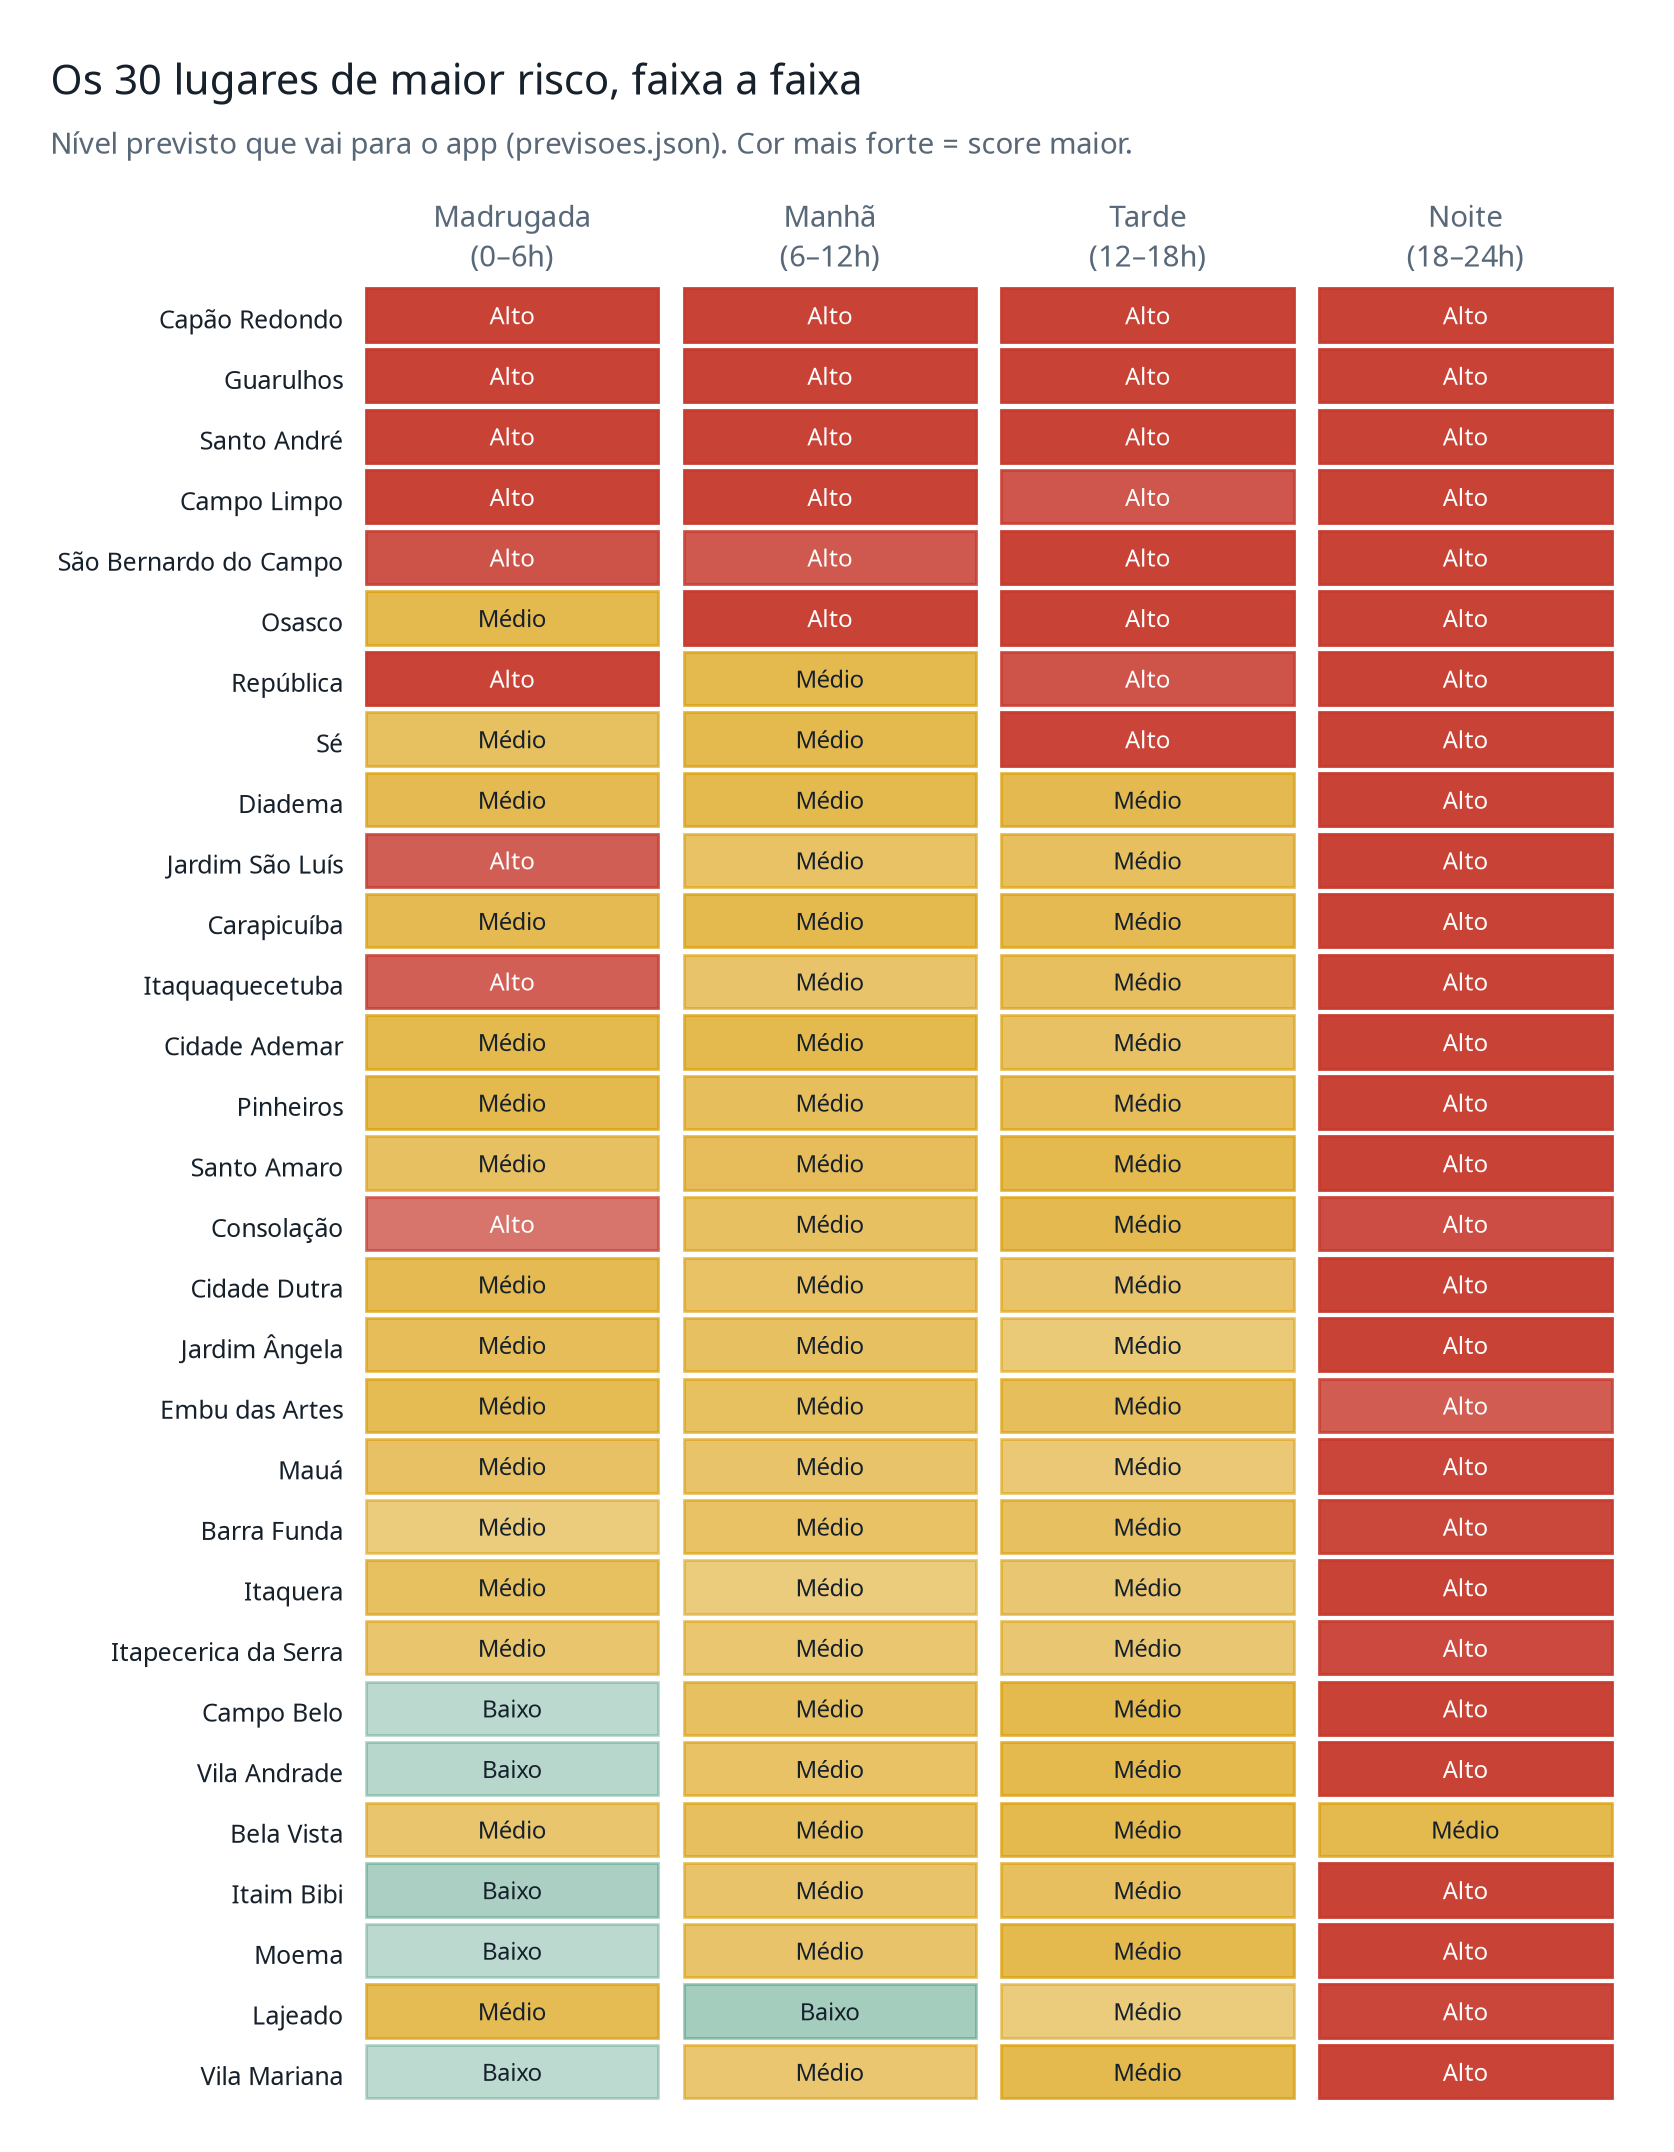 Os 30 lugares de maior risco, faixa a faixa
Nível previsto que vai para o app (previsoes.json). Cor mais forte = score maior.
Madrugada Manhã Tarde Noite
(0–6h) (6–12h) (12–18h) (18–24h)
Capão Redondo Alto Alto Alto Alto
Guarulhos Alto Alto Alto Alto
Santo André Alto Alto Alto Alto
Campo Limpo Alto Alto Alto Alto
São Bernardo do Campo Alto Alto Alto Alto
Osasco Médio Alto Alto Alto
República Alto Médio Alto Alto
Sé Médio Médio Alto Alto
Diadema Médio Médio Médio Alto
Jardim São Luís Alto Médio Médio Alto
Carapicuíba Médio Médio Médio Alto
Itaquaquecetuba Alto Médio Médio Alto
Cidade Ademar Médio Médio Médio Alto
Pinheiros Médio Médio Médio Alto
Santo Amaro Médio Médio Médio Alto
Consolação Alto Médio Médio Alto
Cidade Dutra Médio Médio Médio Alto
Jardim Ângela Médio Médio Médio Alto
Embu das Artes Médio Médio Médio Alto
Mauá Médio Médio Médio Alto
Barra Funda Médio Médio Médio Alto
Itaquera Médio Médio Médio Alto
Itapecerica da Serra Médio Médio Médio Alto
Campo Belo Baixo Médio Médio Alto
Vila Andrade Baixo Médio Médio Alto
Bela Vista Médio Médio Médio Médio
Itaim Bibi Baixo Médio Médio Alto
Moema Baixo Médio Médio Alto
Lajeado Médio Baixo Médio Alto
Vila Mariana Baixo Médio Médio Alto